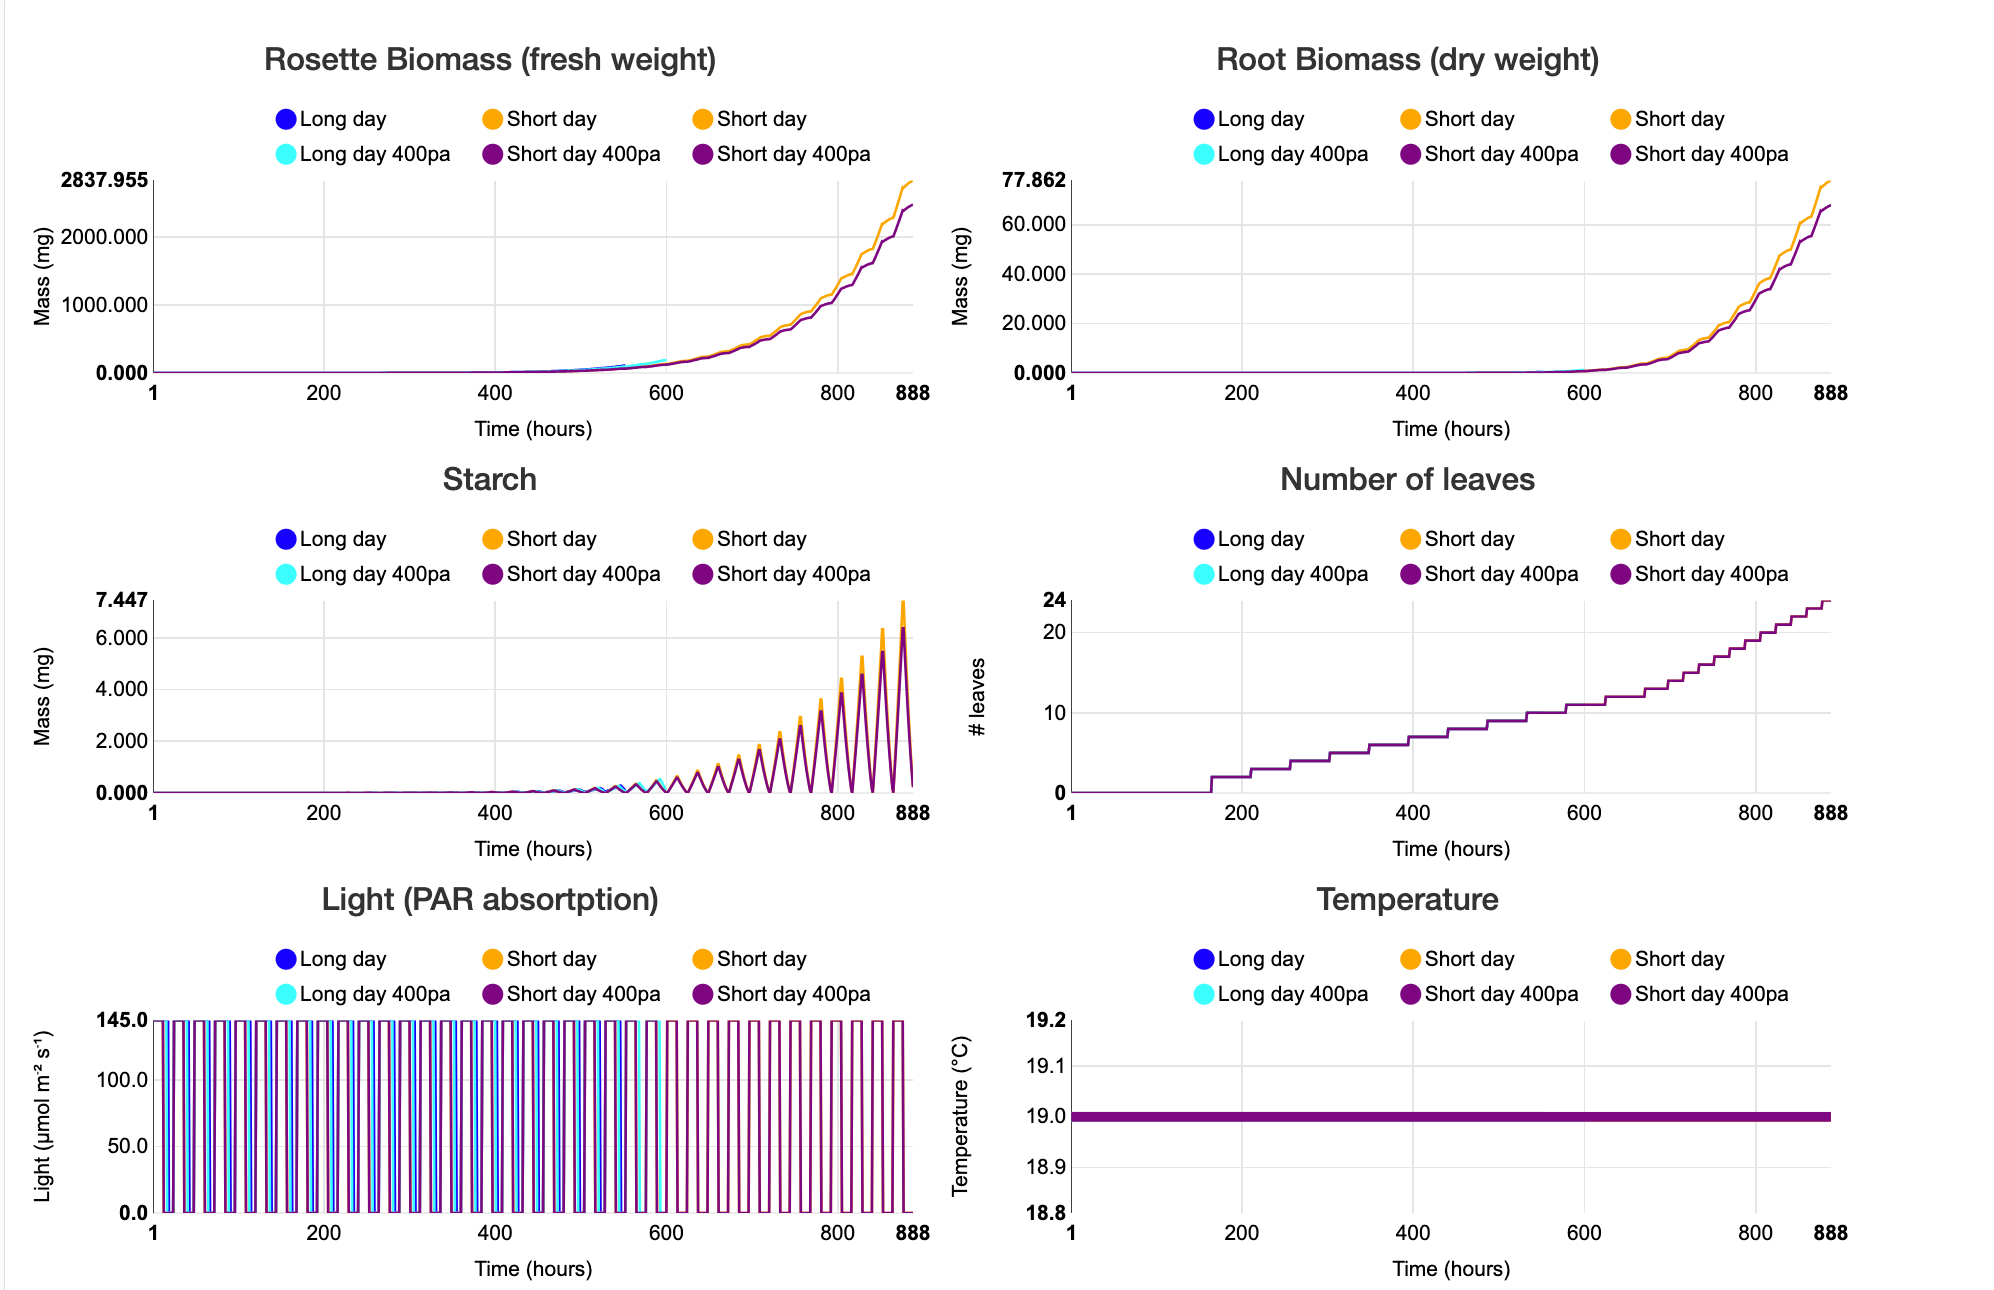 Rosette Biomass (fresh weight)
Long day
Short day
Short day
Long day 400pa
Short day 400pa
Short day 400pa
2837.955
2000.000
1000.000
0.000
Mass (mg)
1
200
400
600
800
888
Time (hours)
Root Biomass (dry weight)
Long day
Short day
Short day
Long day 400pa
Short day 400pa
Short day 400pa
77.862
60.000
40.000
20.000
0.000
Mass (mg)
1
200
400
600
800
888
Time (hours)
Starch
Long day
Short day
Short day
Long day 400pa
Short day 400pa
Short day 400pa
7.447
6.000
4.000
2.000
0.000
Mass (mg)
1
200
400
600
800
888
Time (hours)
Number of leaves
Long day
Short day
Short day
Long day 400pa
Short day 400pa
Short day 400pa
24
20
10
0
# leaves
1
200
400
600
800
888
Time (hours)
Light (PAR absortption)
Long day
Short day
Short day
Long day 400pa
Short day 400pa
Short day 400pa
145.0
100.0
50.0
0.0
Light (µmol m⁻² s⁻¹)
1
200
400
600
800
888
Time (hours)
Temperature
Long day
Short day
Short day
Long day 400pa
Short day 400pa
Short day 400pa
19.2
19.1
19.0
18.9
18.8
Temperature (°C)
1
200
400
600
800
888
Time (hours)